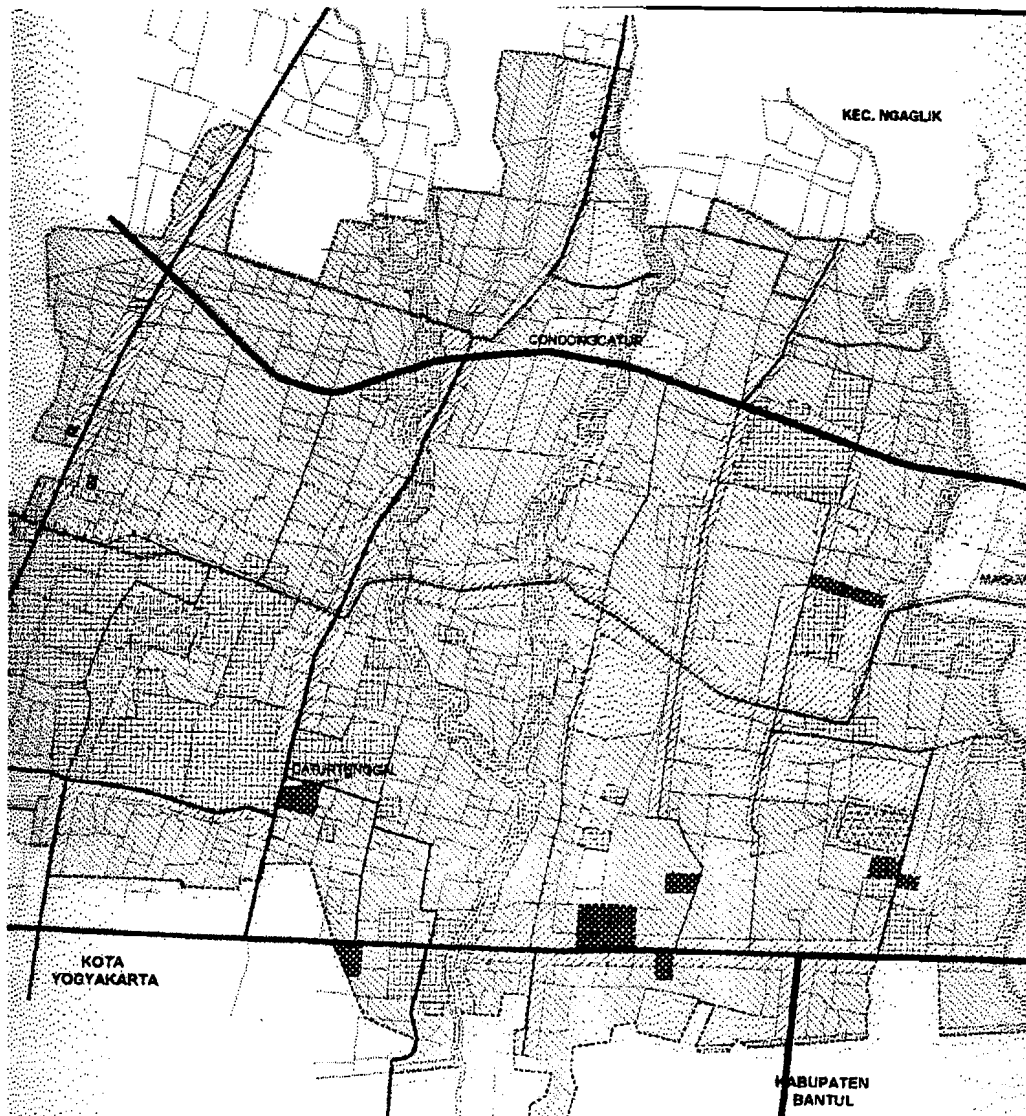 KEC. NGAGLIK
CONDONGCATUR
CATURTUNGGAL
KOTA
YOGYAKARTA
KABUPATEN
BANTUL